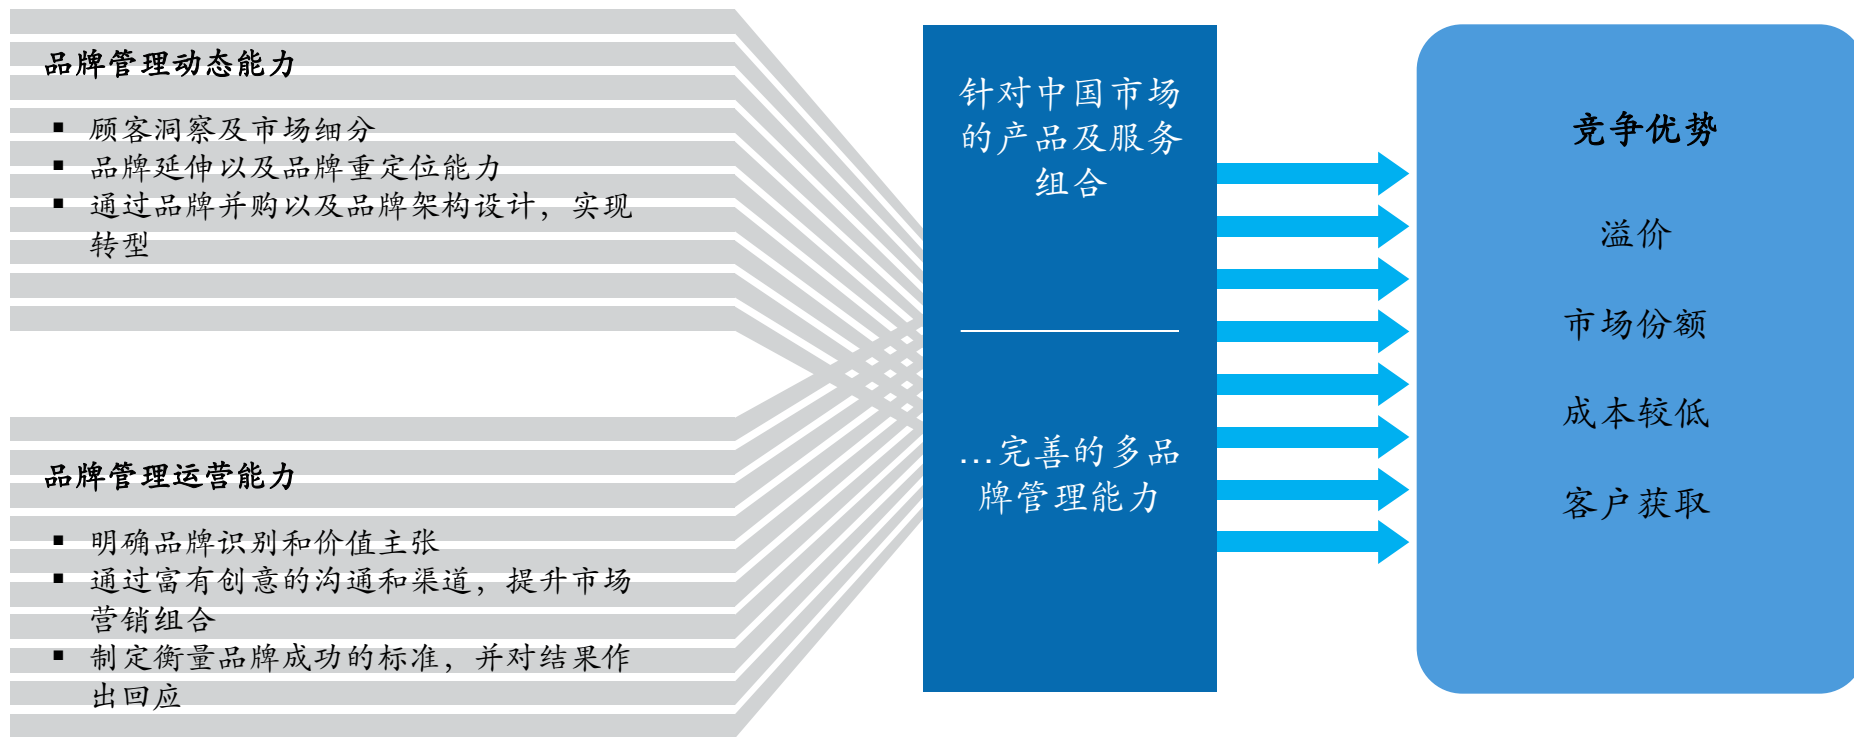 品牌管理动态能力
▪ 顾客洞察及市场细分
▪ 品牌延伸以及品牌重定位能力
▪ 通过品牌并购以及品牌架构设计，实现
转型
品牌管理运营能力
▪ 明确品牌识别和价值主张
▪ 通过富有创意的沟通和渠道，提升市场
营销组合
▪ 制定衡量品牌成功的标准，并对结果作
出回应
针对中国市场
的产品及服务
组合
…完善的多品
牌管理能力
竞争优势
溢价
市场份额
成本较低
客户获取